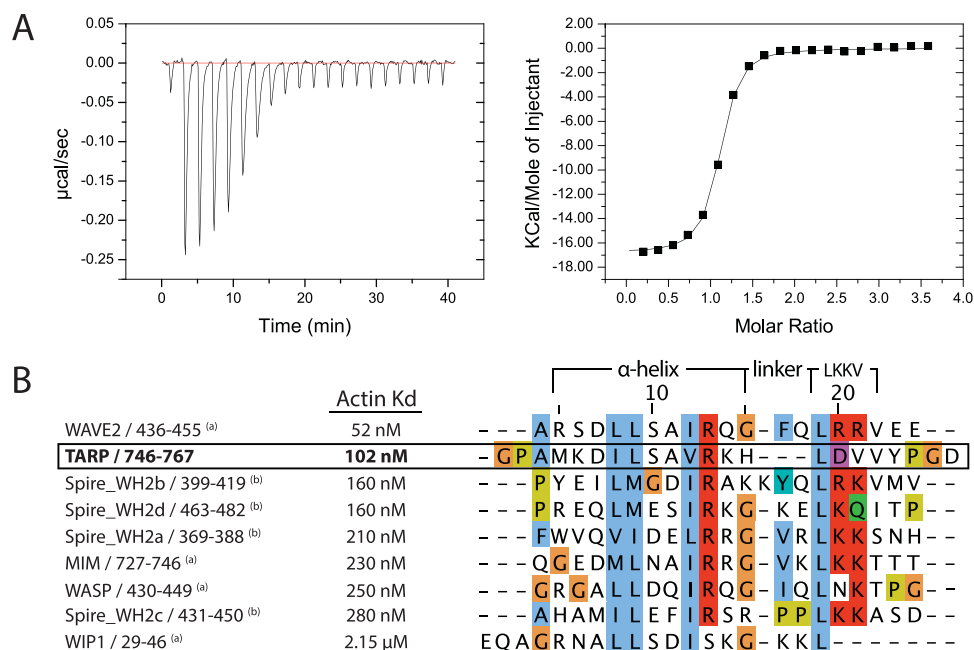 A
0.05
0.00
-0.05
-0.10
-0.15
-0.20
-0.25
µcal/sec
0 10 20 30 40
Time (min)
2.00
0.00
-2.00
-4.00
-6.00
-8.00
-10.00
-12.00
-14.00
-16.00
-18.00
KCal/Mole of Injectant
0.0 0.5 1.0 1.5 2.0 2.5 3.0 3.5 4.0
Molar Ratio
B
α-helix linker LKKV
Actin Kd 10 20
WAVE2 / 436-455 (a) 52 nM ---ARSDLLSAIRQG-FQLRRVEE--
TARP / 746-767 102 nM -GPAMKDILSAVRKH---LDVVYPGD
Spire_WH2b / 399-419 (b) 160 nM ---PYEILMGDIRAKKYQLRKVMV-
Spire_WH2d / 463-482 (b) 160 nM ---PREQLMESIRKG-KELKQITP-
Spire_WH2a / 369-388 (b) 210 nM ---FWVQVIDELRRG-VRLKKSNH-
MIM / 727-746 (a) 230 nM ---QGEDMLNAIRRG-VKLKKTTT-
WASP / 430-449 (a) 250 nM ---GRGALLDQIRQG-IQLNKTPG-
Spire_WH2c / 431-450 (b) 280 nM ---AHAMLLEFIRSR-PPLKKASD-
WIP1 / 29-46 (a) 2.15 µM EQAGRNALLSDISKG-KKL------